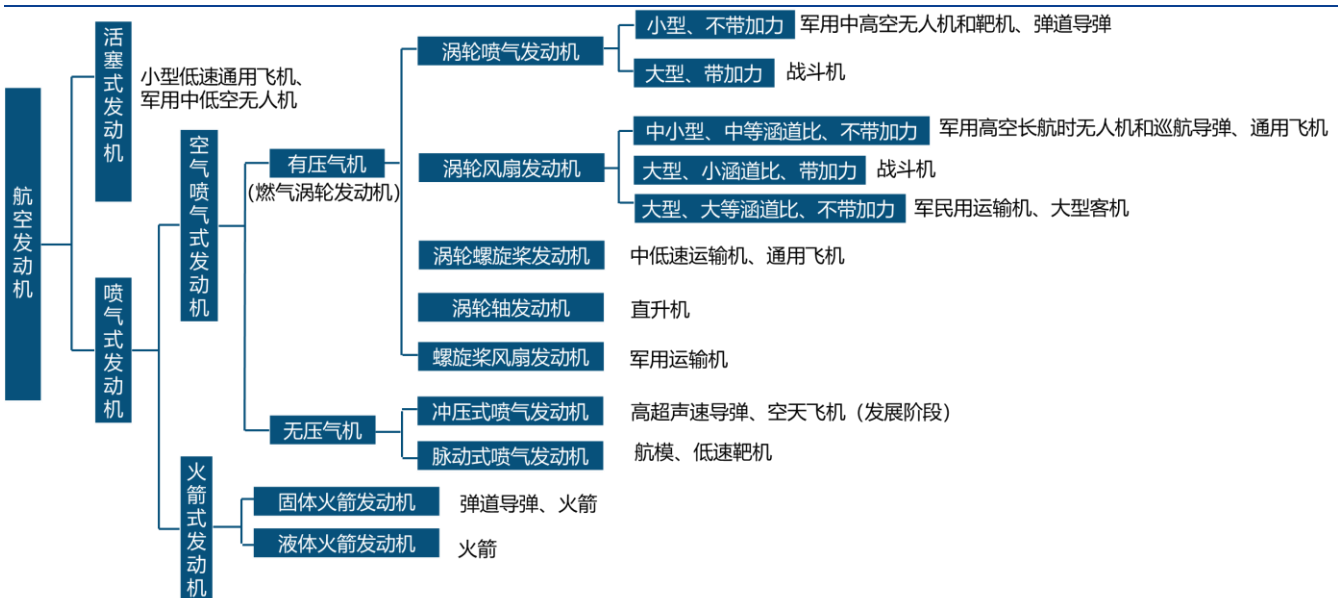 航空发动机
活塞式发动机
小型低速通用飞机、
军用中低空无人机
喷气式发动机
空气喷气式发动机
有压气机
(燃气涡轮发动机)
涡轮喷气发动机
小型、不带加力
军用中高空无人机和靶机、弹道导弹
大型、带加力
战斗机
涡轮风扇发动机
中小型、中等涵道比、不带加力
军用高空长航时无人机和巡航导弹、通用飞机
大型、小涵道比、带加力
战斗机
大型、大等涵道比、不带加力
军民用运输机、大型客机
涡轮螺旋桨发动机
中低速运输机、通用飞机
涡轮轴发动机
直升机
螺旋桨风扇发动机
军用运输机
无压气机
冲压式喷气发动机
高超声速导弹、空天飞机（发展阶段）
脉动式喷气发动机
航模、低速靶机
火箭式发动机
固体火箭发动机
弹道导弹、火箭
液体火箭发动机
火箭